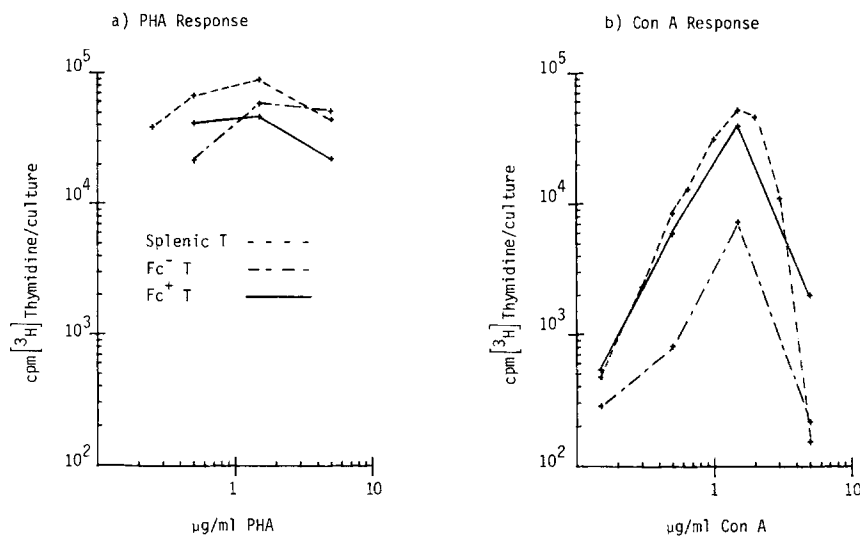 a) PHA Response
10^5
10^4
10^3
10^2
cpm[³H]Thymidine/culture
Splenic T
Fc⁻ T
Fc⁺ T
1
10
µg/ml PHA
b) Con A Response
10^5
10^4
10^3
10^2
cpm[³H]Thymidine/culture
1
10
µg/ml Con A